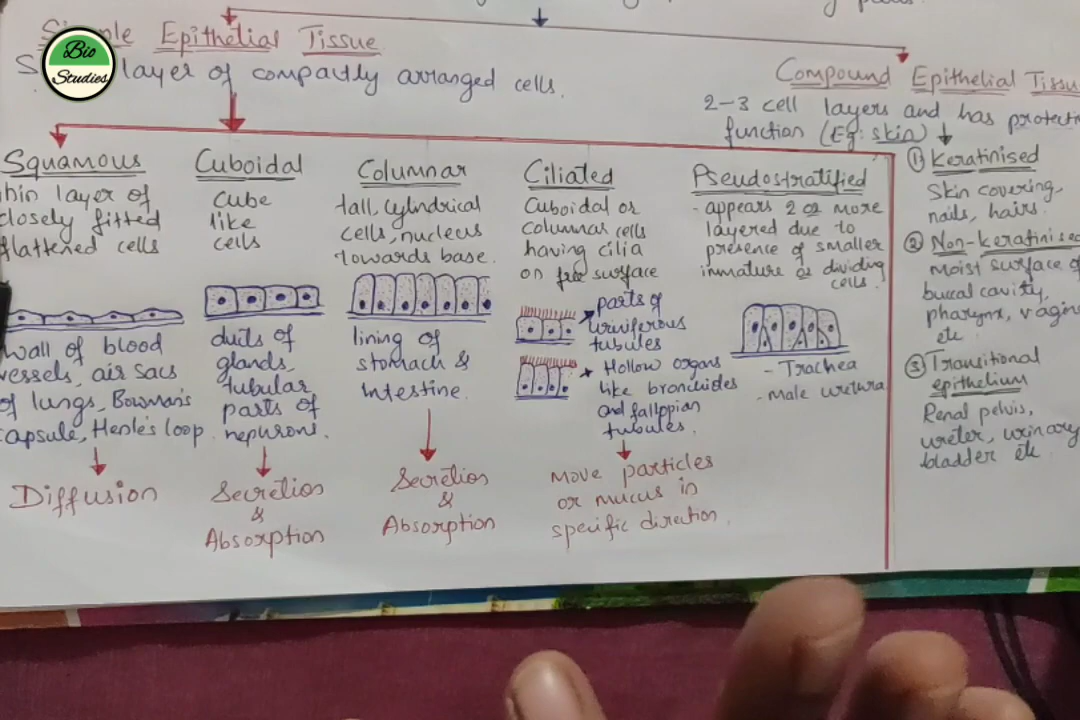 Simple Epithelial Tissue
Bio
Studies
layer of compactly arranged cells.
Compound Epithelial Tissu
2-3 cell layers and has protecti
function (Eg: skin)
Squamous
thin layer of
closely fitted
flattened cells
wall of blood
vessels, air sacs
of lungs, Bowman's
capsule, Henle's loop.
Diffusion
Cuboidal
Cube
like
cells
ducts of
glands,
tubular
parts of
nephrons.
Secretion
&
Absorption
Columnar
tall, cylindrical
cells, nucleus
towards base.
lining of
stomach &
Intestine.
Secretion
&
Absorption
Ciliated
Cuboidal or
columnar cells
having cilia
on free surface
parts of
uriniferous
tubules
Hollow organs
like bronchioles
and fallopian
tubules.
Move particles
or mucus in
specific direction.
Pseudostratified
- appears 2 or more
layered due to
presence of smaller
immature or dividing
cells.
- Trachea
- male urethra
① Keratinised
Skin covering,
nails, hairs.
② Non-keratinised
Moist surface of
buccal cavity,
pharynx, vagina
etc
③ Transitional
epithelium
Renal pelvis,
ureter, urinary
bladder etc